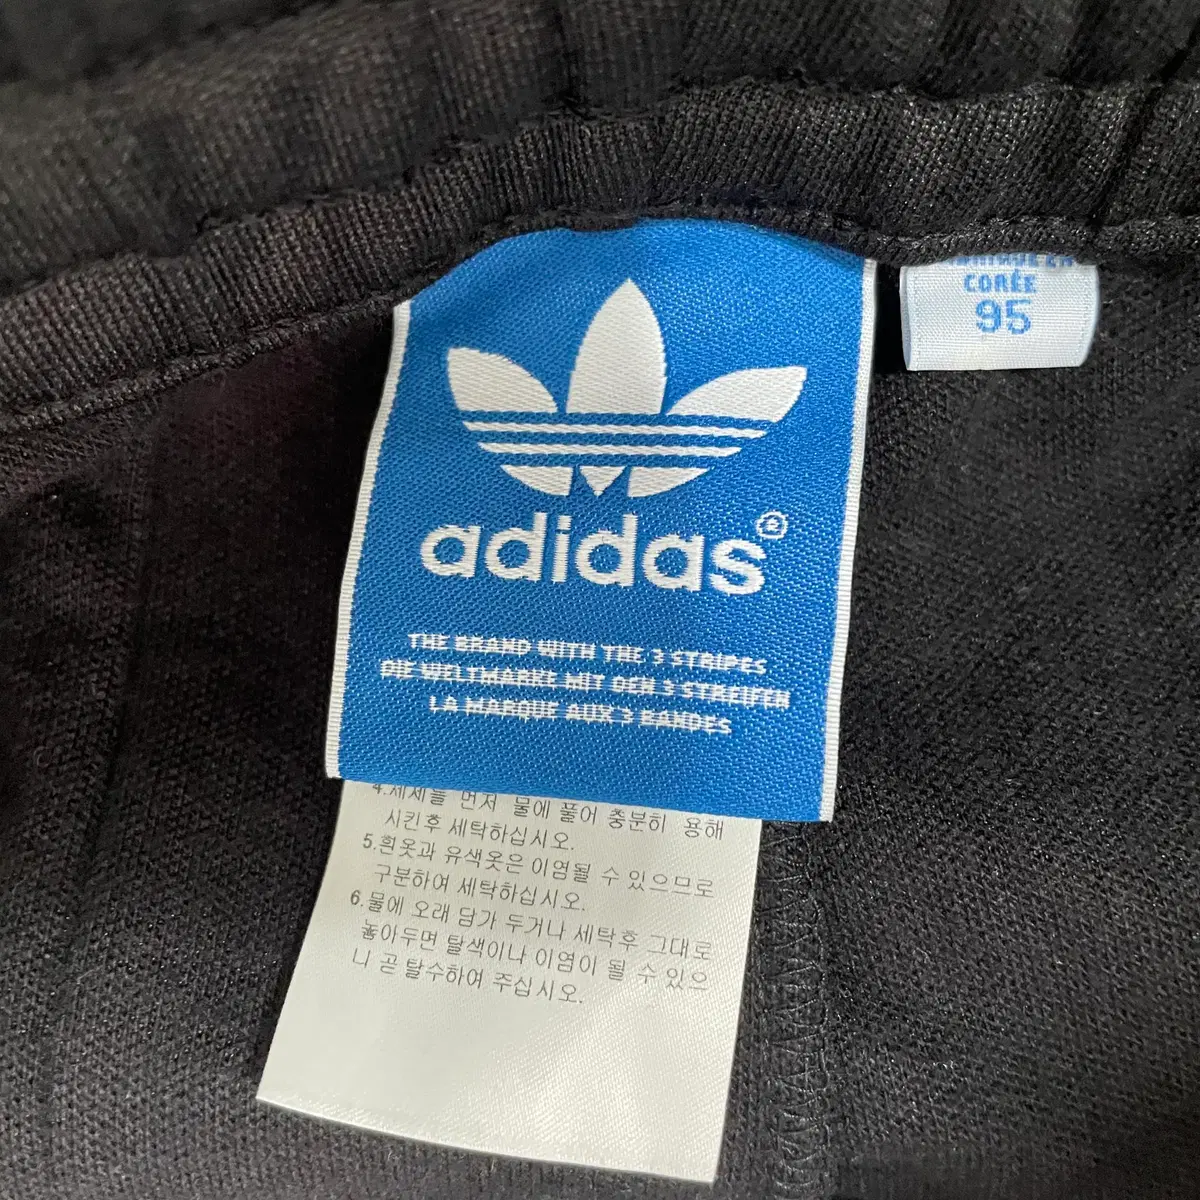 CORÉE
95
adidas®
THE BRAND WITH THE 3 STRIPES
DIE WELTMARKE MIT DEN 3 STREIFEN
LA MARQUE AUX 3 BANDES
4.세제를 먼저 물에 풀어 충분히 용해
시킨후 세탁하십시오.
5.흰옷과 유색옷은 이염될 수 있으므로
구분하여 세탁하십시오.
6.물에 오래 담가 두거나 세탁후 그대로
놓아두면 탈색이나 이염이 될 수 있으
니 곧 탈수하여 주십시오.